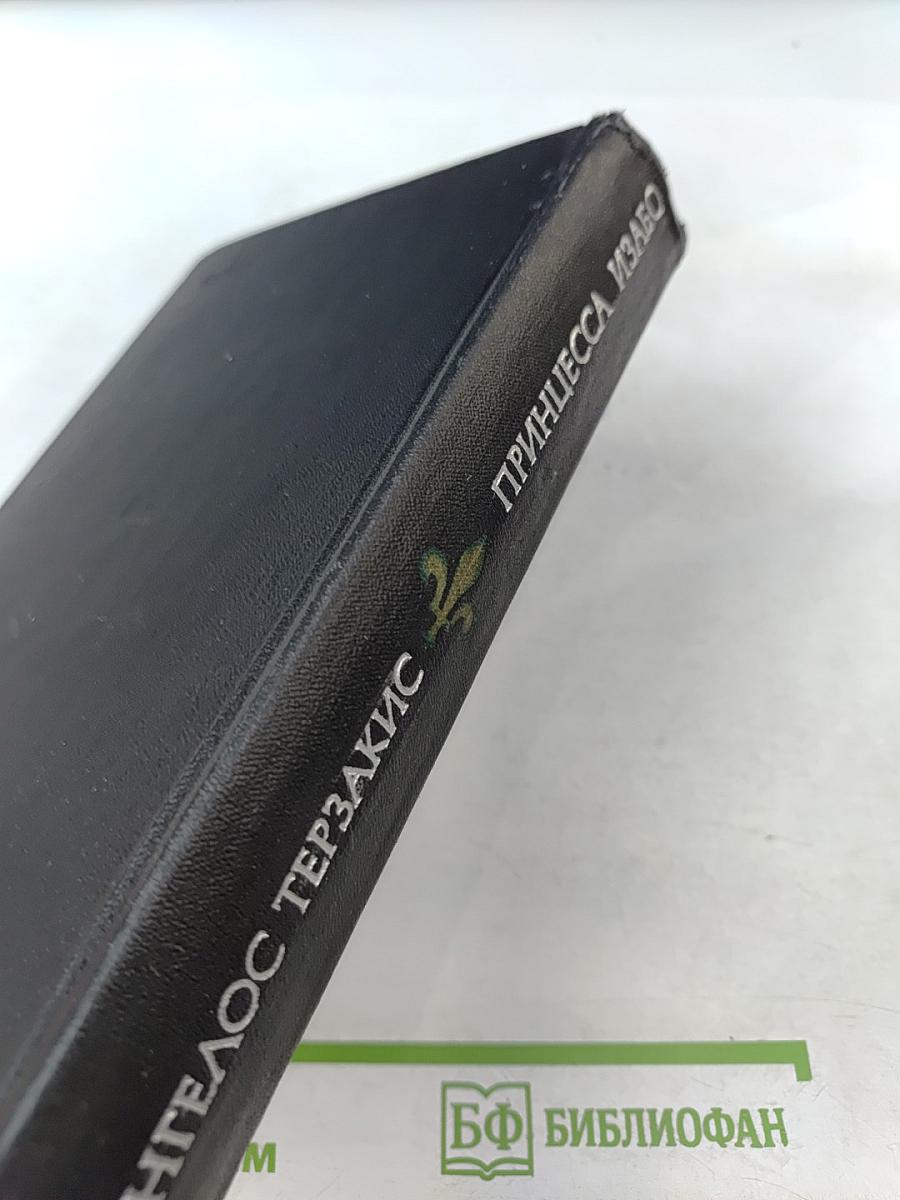 НГЕЛОС ТЕРЗАКИС
ПРИНЦЕССА ИЗАБО
БФ БИБЛИОФАН